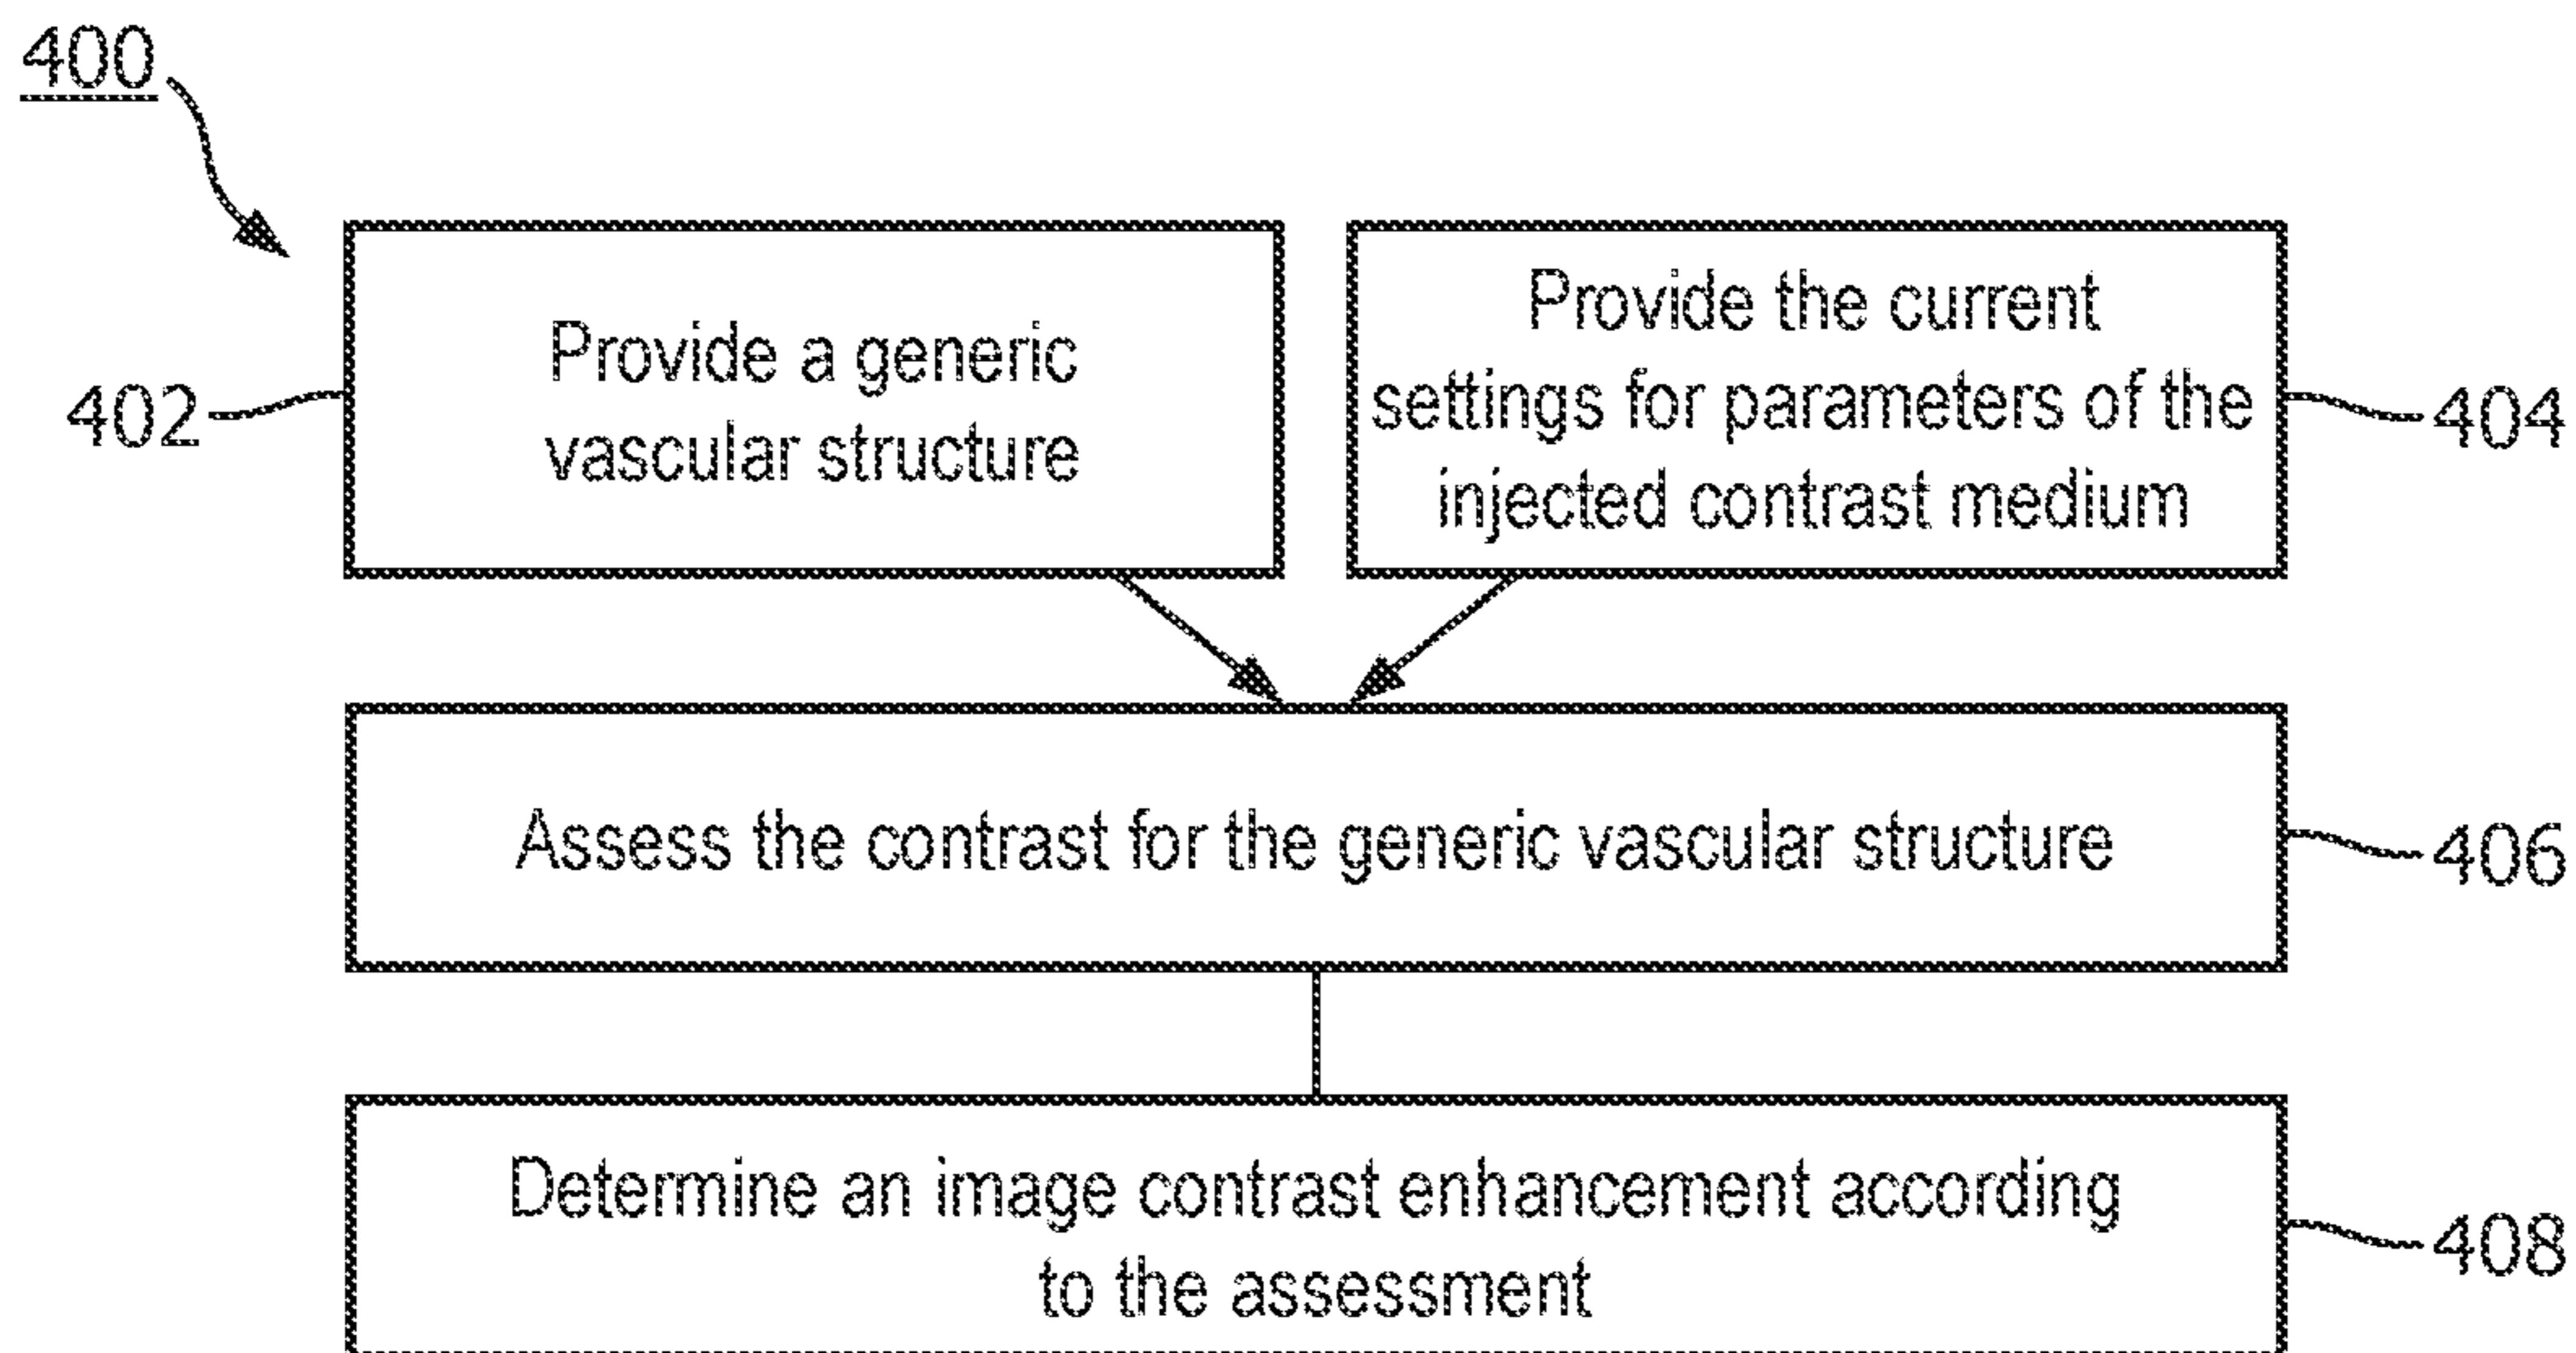 400
Provide a generic
vascular structure
402
Provide the current
settings for parameters of the
injected contrast medium
404
Assess the contrast for the generic vascular structure
406
Determine an image contrast enhancement according
to the assessment
408